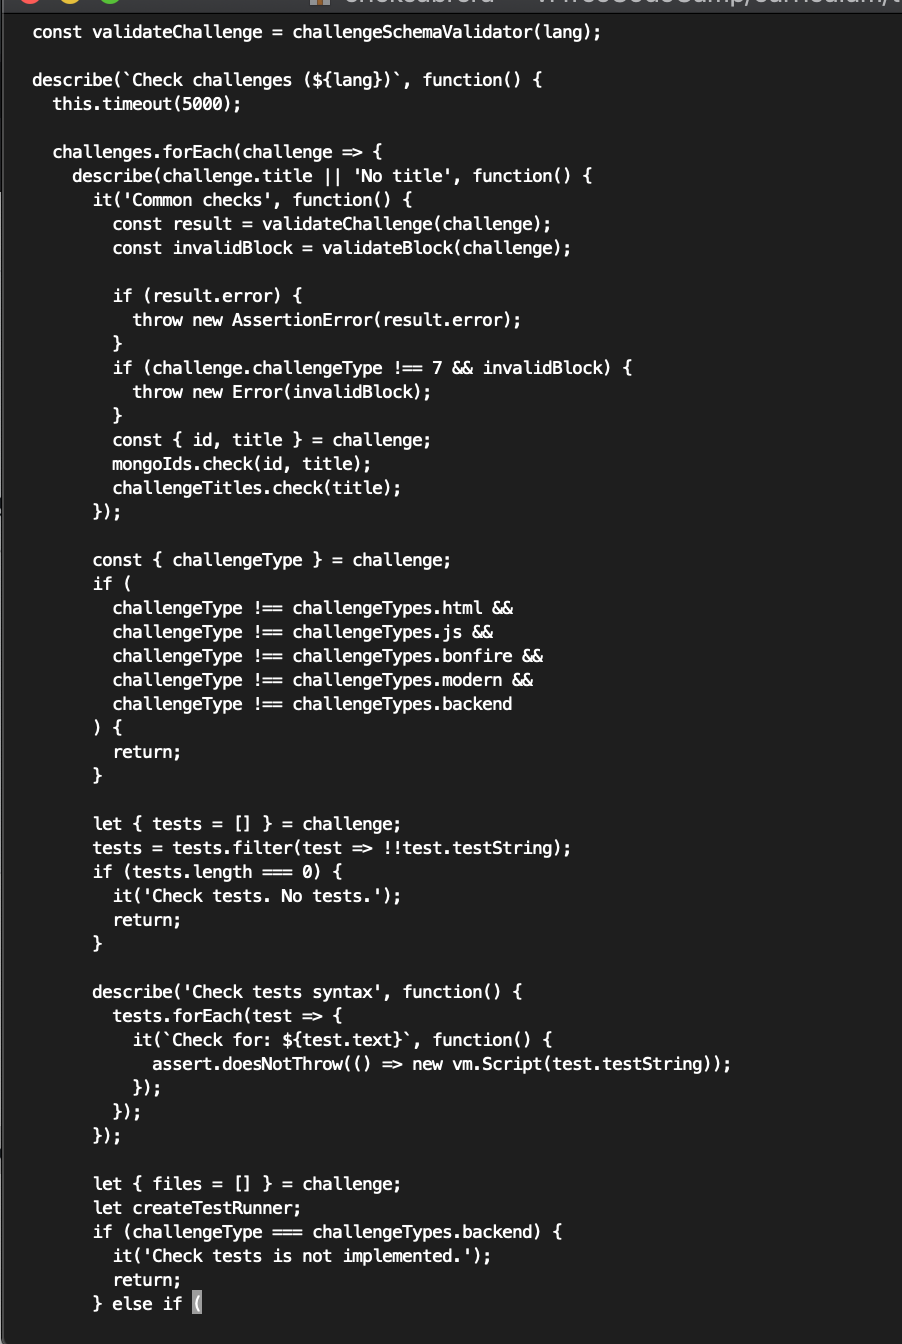 const validateChallenge = challengeSchemaValidator(lang);

describe(`Check challenges (${lang})`, function() {
  this.timeout(5000);

  challenges.forEach(challenge => {
    describe(challenge.title || 'No title', function() {
      it('Common checks', function() {
        const result = validateChallenge(challenge);
        const invalidBlock = validateBlock(challenge);

        if (result.error) {
          throw new AssertionError(result.error);
        }
        if (challenge.challengeType !== 7 && invalidBlock) {
          throw new Error(invalidBlock);
        }
        const { id, title } = challenge;
        mongoIds.check(id, title);
        challengeTitles.check(title);
      });

      const { challengeType } = challenge;
      if (
        challengeType !== challengeTypes.html &&
        challengeType !== challengeTypes.js &&
        challengeType !== challengeTypes.bonfire &&
        challengeType !== challengeTypes.modern &&
        challengeType !== challengeTypes.backend
      ) {
        return;
      }

      let { tests = [] } = challenge;
      tests = tests.filter(test => !!test.testString);
      if (tests.length === 0) {
        it('Check tests. No tests.');
        return;
      }

      describe('Check tests syntax', function() {
        tests.forEach(test => {
          it(`Check for: ${test.text}`, function() {
            assert.doesNotThrow(() => new vm.Script(test.testString));
          });
        });
      });

      let { files = [] } = challenge;
      let createTestRunner;
      if (challengeType === challengeTypes.backend) {
        it('Check tests is not implemented.');
        return;
      } else if (